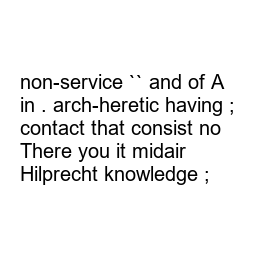 non-service `` and of A
in . arch-heretic having ;
contact that consist no
There you it midair
Hilprecht knowledge ;